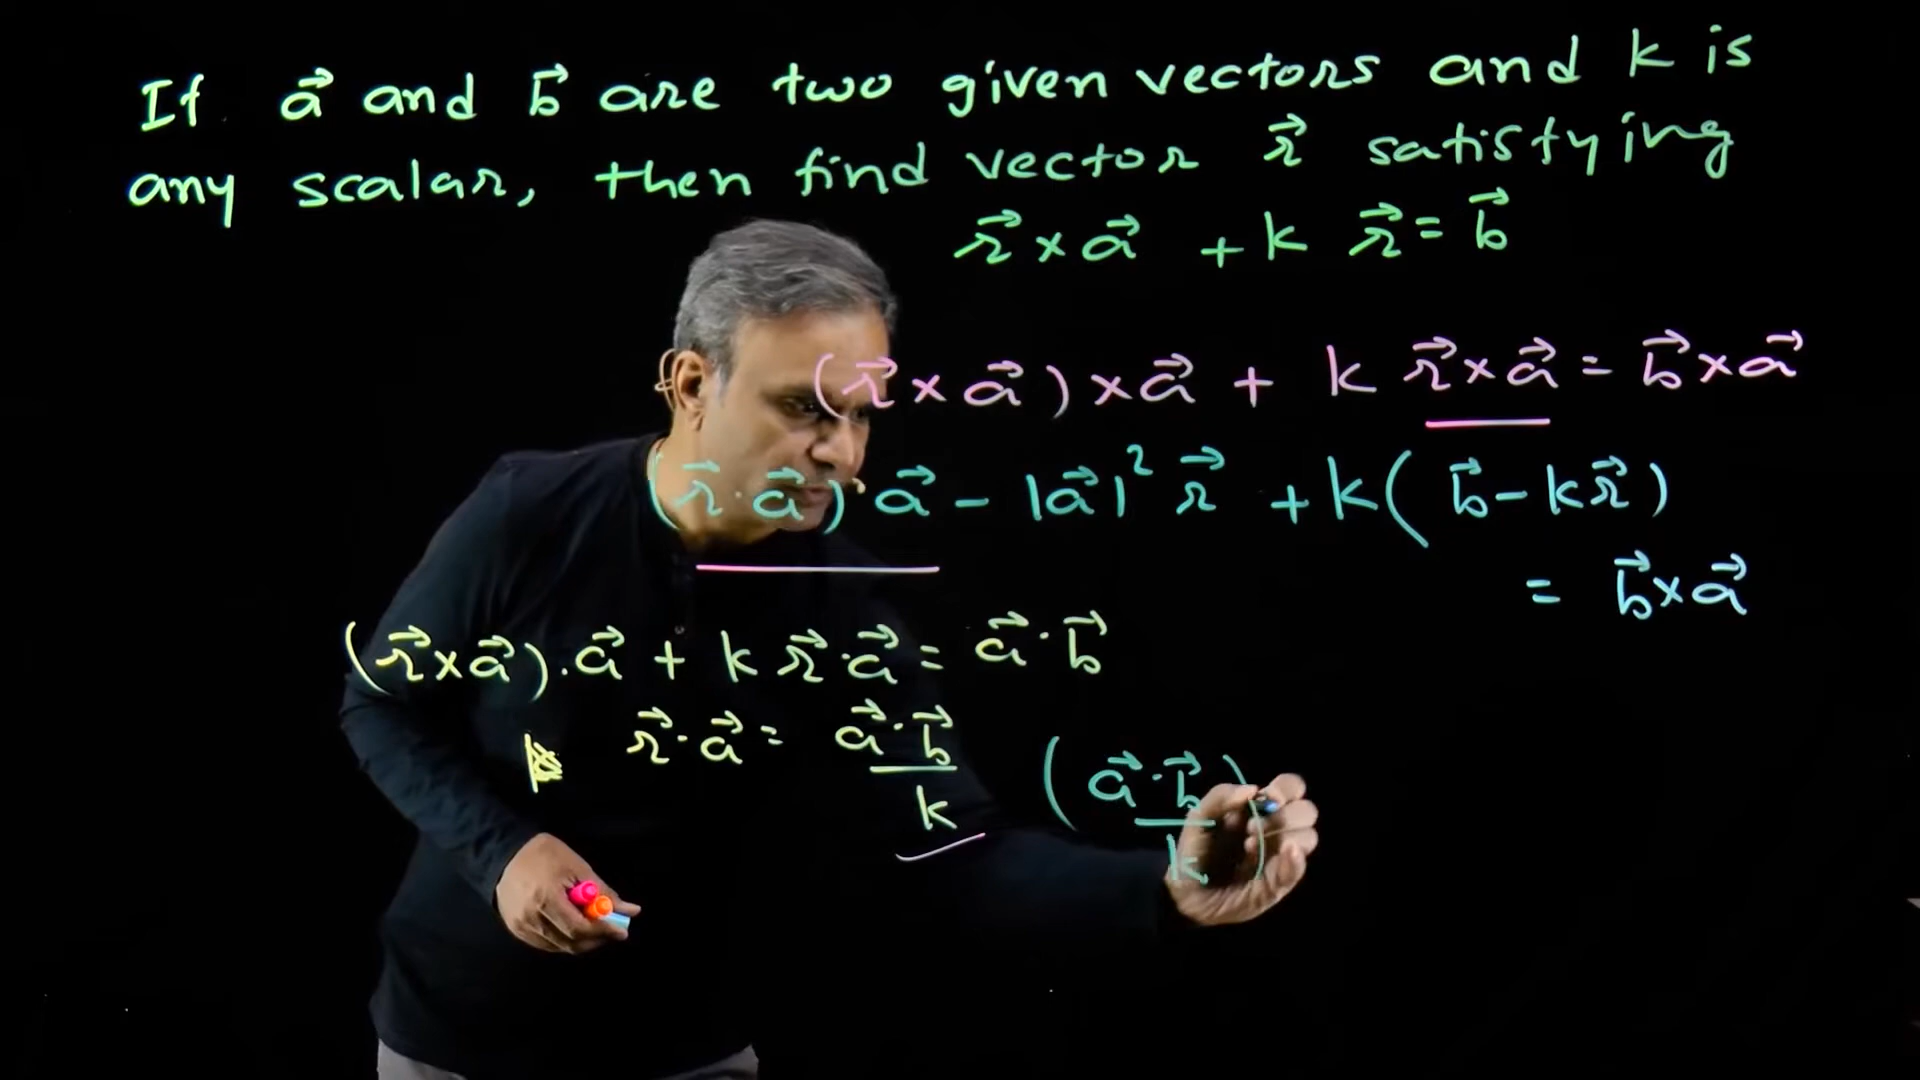 If a⃗ and b⃗ are two given vectors and k is
any scalar, then find vector r⃗ satisfying
r⃗ × a⃗ + k r⃗ = b⃗
(r⃗ × a⃗) × a⃗ + k r⃗ × a⃗ = b⃗ × a⃗
(r⃗ · a⃗) a⃗ - |a⃗|² r⃗ + k( b⃗ - k r⃗ )
= b⃗ × a⃗
(r⃗ × a⃗) . a⃗ + k r⃗ · a⃗ = a⃗ · b⃗
r⃗ · a⃗ = a⃗ · b⃗ / k
( a⃗ · b⃗ / k )